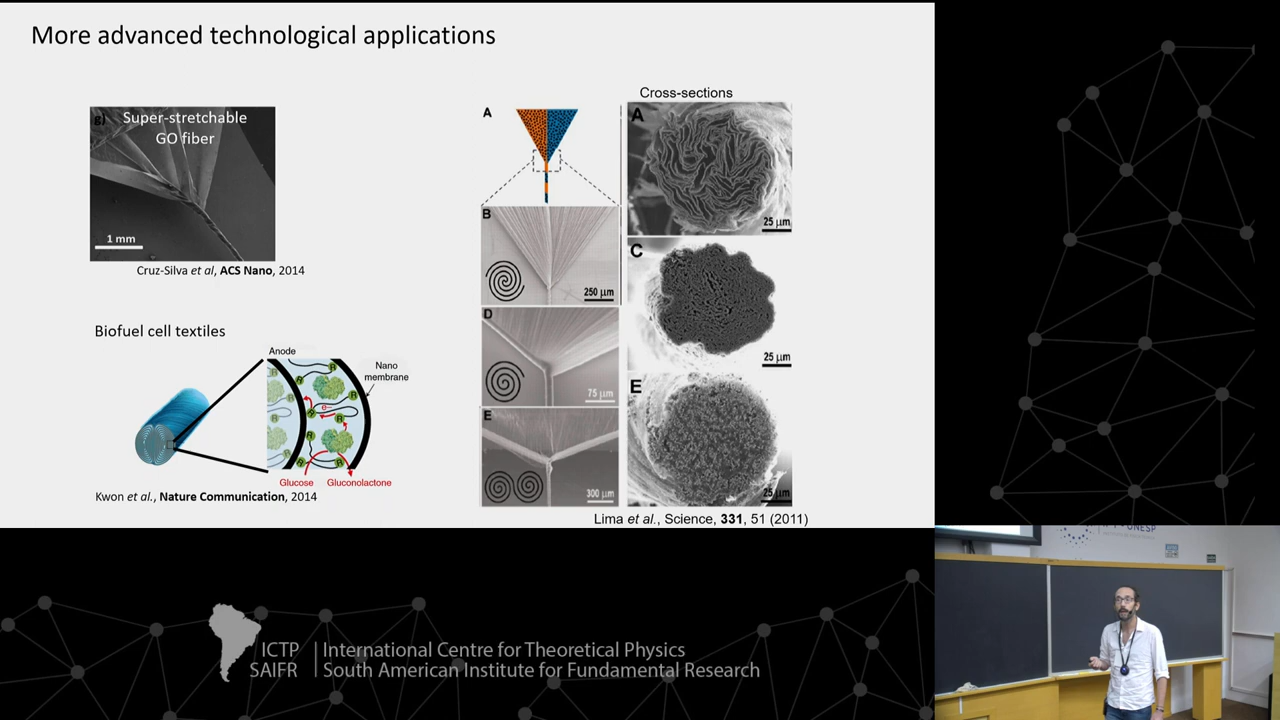 More advanced technological applications
g)
Super-stretchable
GO fiber
1 mm
Cruz-Silva et al, ACS Nano, 2014
Biofuel cell textiles
Anode
Nano
membrane
R
R
R
R
R
R
R
R
e-
Glucose
Gluconolactone
Kwon et al., Nature Communication, 2014
A
B
250 µm
D
75 µm
E
300 µm
Cross-sections
A
25 µm
C
25 µm
E
25 µm
Lima et al., Science, 331, 51 (2011)
UNESP
ICTP
SAIFR
International Centre for Theoretical Physics
South American Institute for Fundamental Research